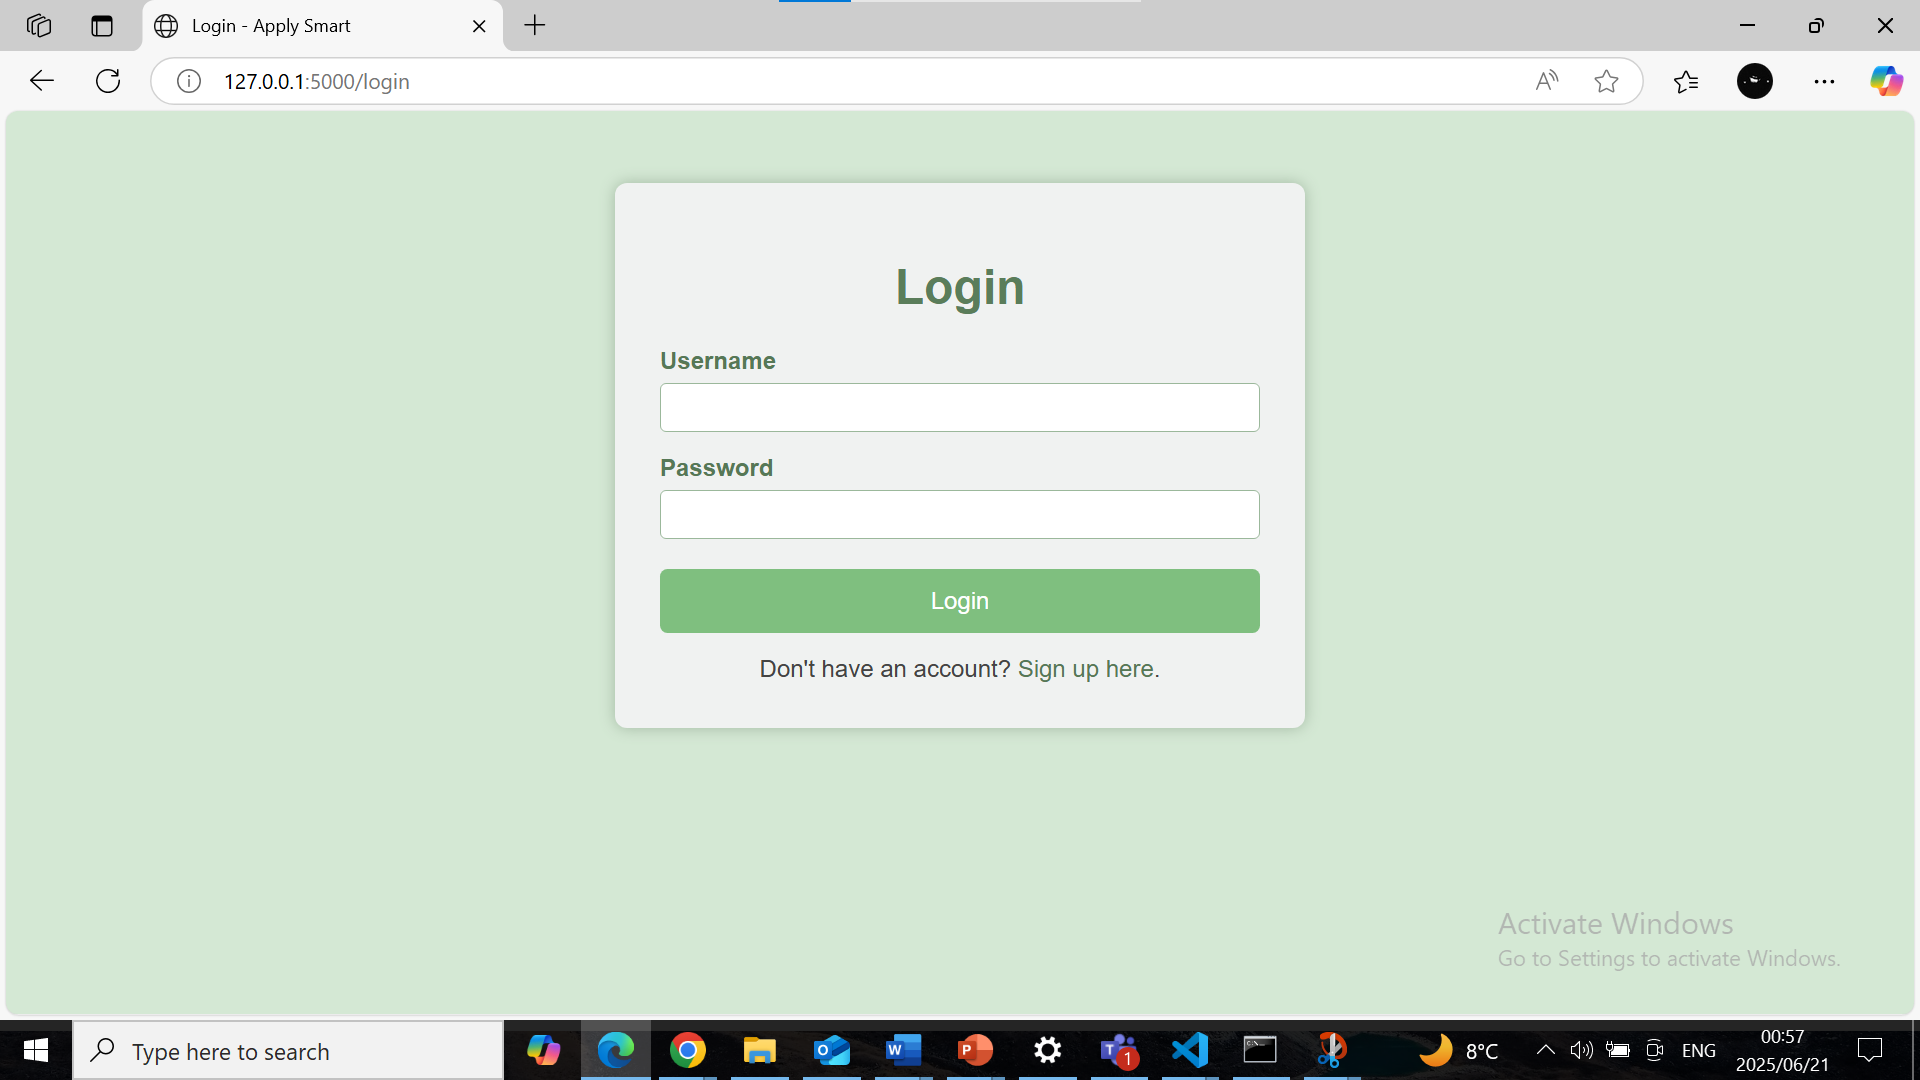 Login - Apply Smart
127.0.0.1:5000/login
Login
Username
Password
Login
Don't have an account? Sign up here.
Activate Windows
Go to Settings to activate Windows.
Type here to search
1
8°C
ENG
00:57
2025/06/21